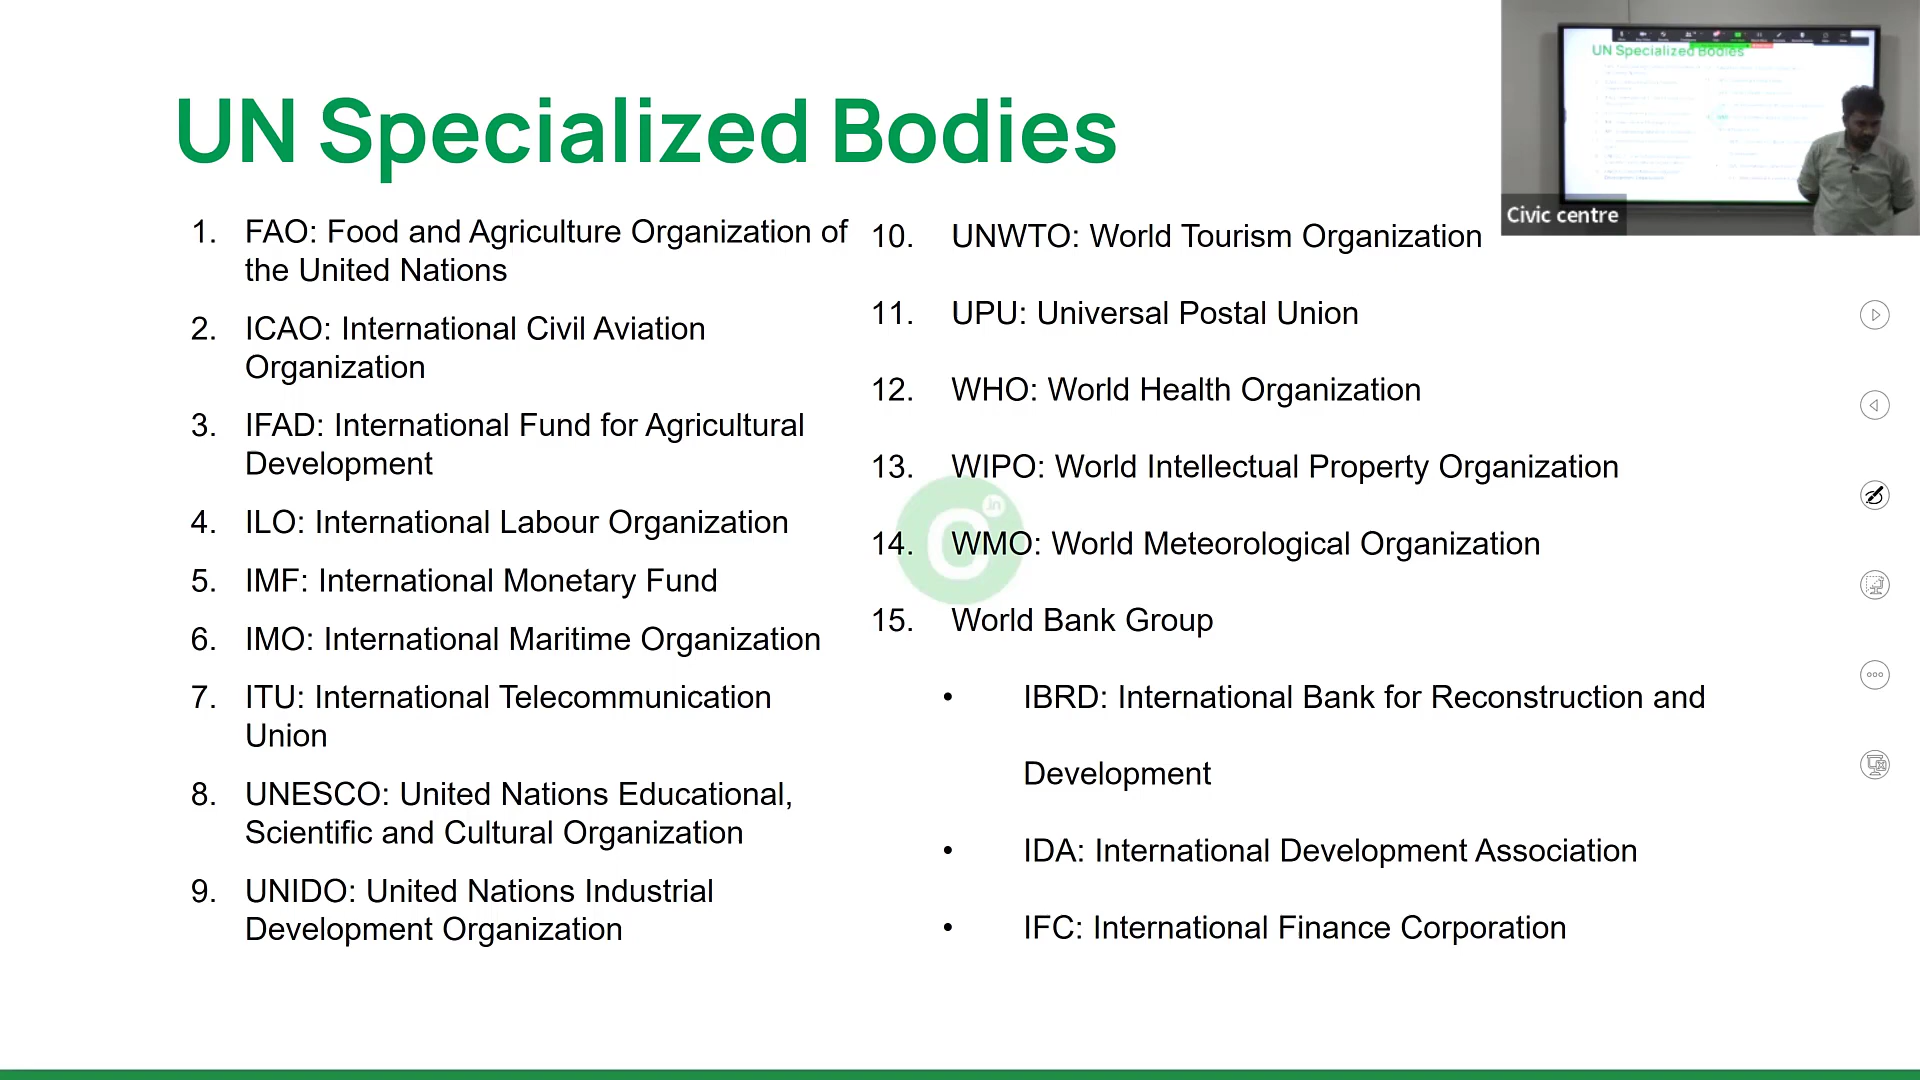 UN Specialized Bodies
1. FAO: Food and Agriculture Organization of
the United Nations
2. ICAO: International Civil Aviation
Organization
3. IFAD: International Fund for Agricultural
Development
4. ILO: International Labour Organization
5. IMF: International Monetary Fund
6. IMO: International Maritime Organization
7. ITU: International Telecommunication
Union
8. UNESCO: United Nations Educational,
Scientific and Cultural Organization
9. UNIDO: United Nations Industrial
Development Organization
10. UNWTO: World Tourism Organization
11. UPU: Universal Postal Union
12. WHO: World Health Organization
13. WIPO: World Intellectual Property Organization
14. WMO: World Meteorological Organization
15. World Bank Group
• IBRD: International Bank for Reconstruction and
Development
• IDA: International Development Association
• IFC: International Finance Corporation
.in
UN Specialized Bodies
Civic centre